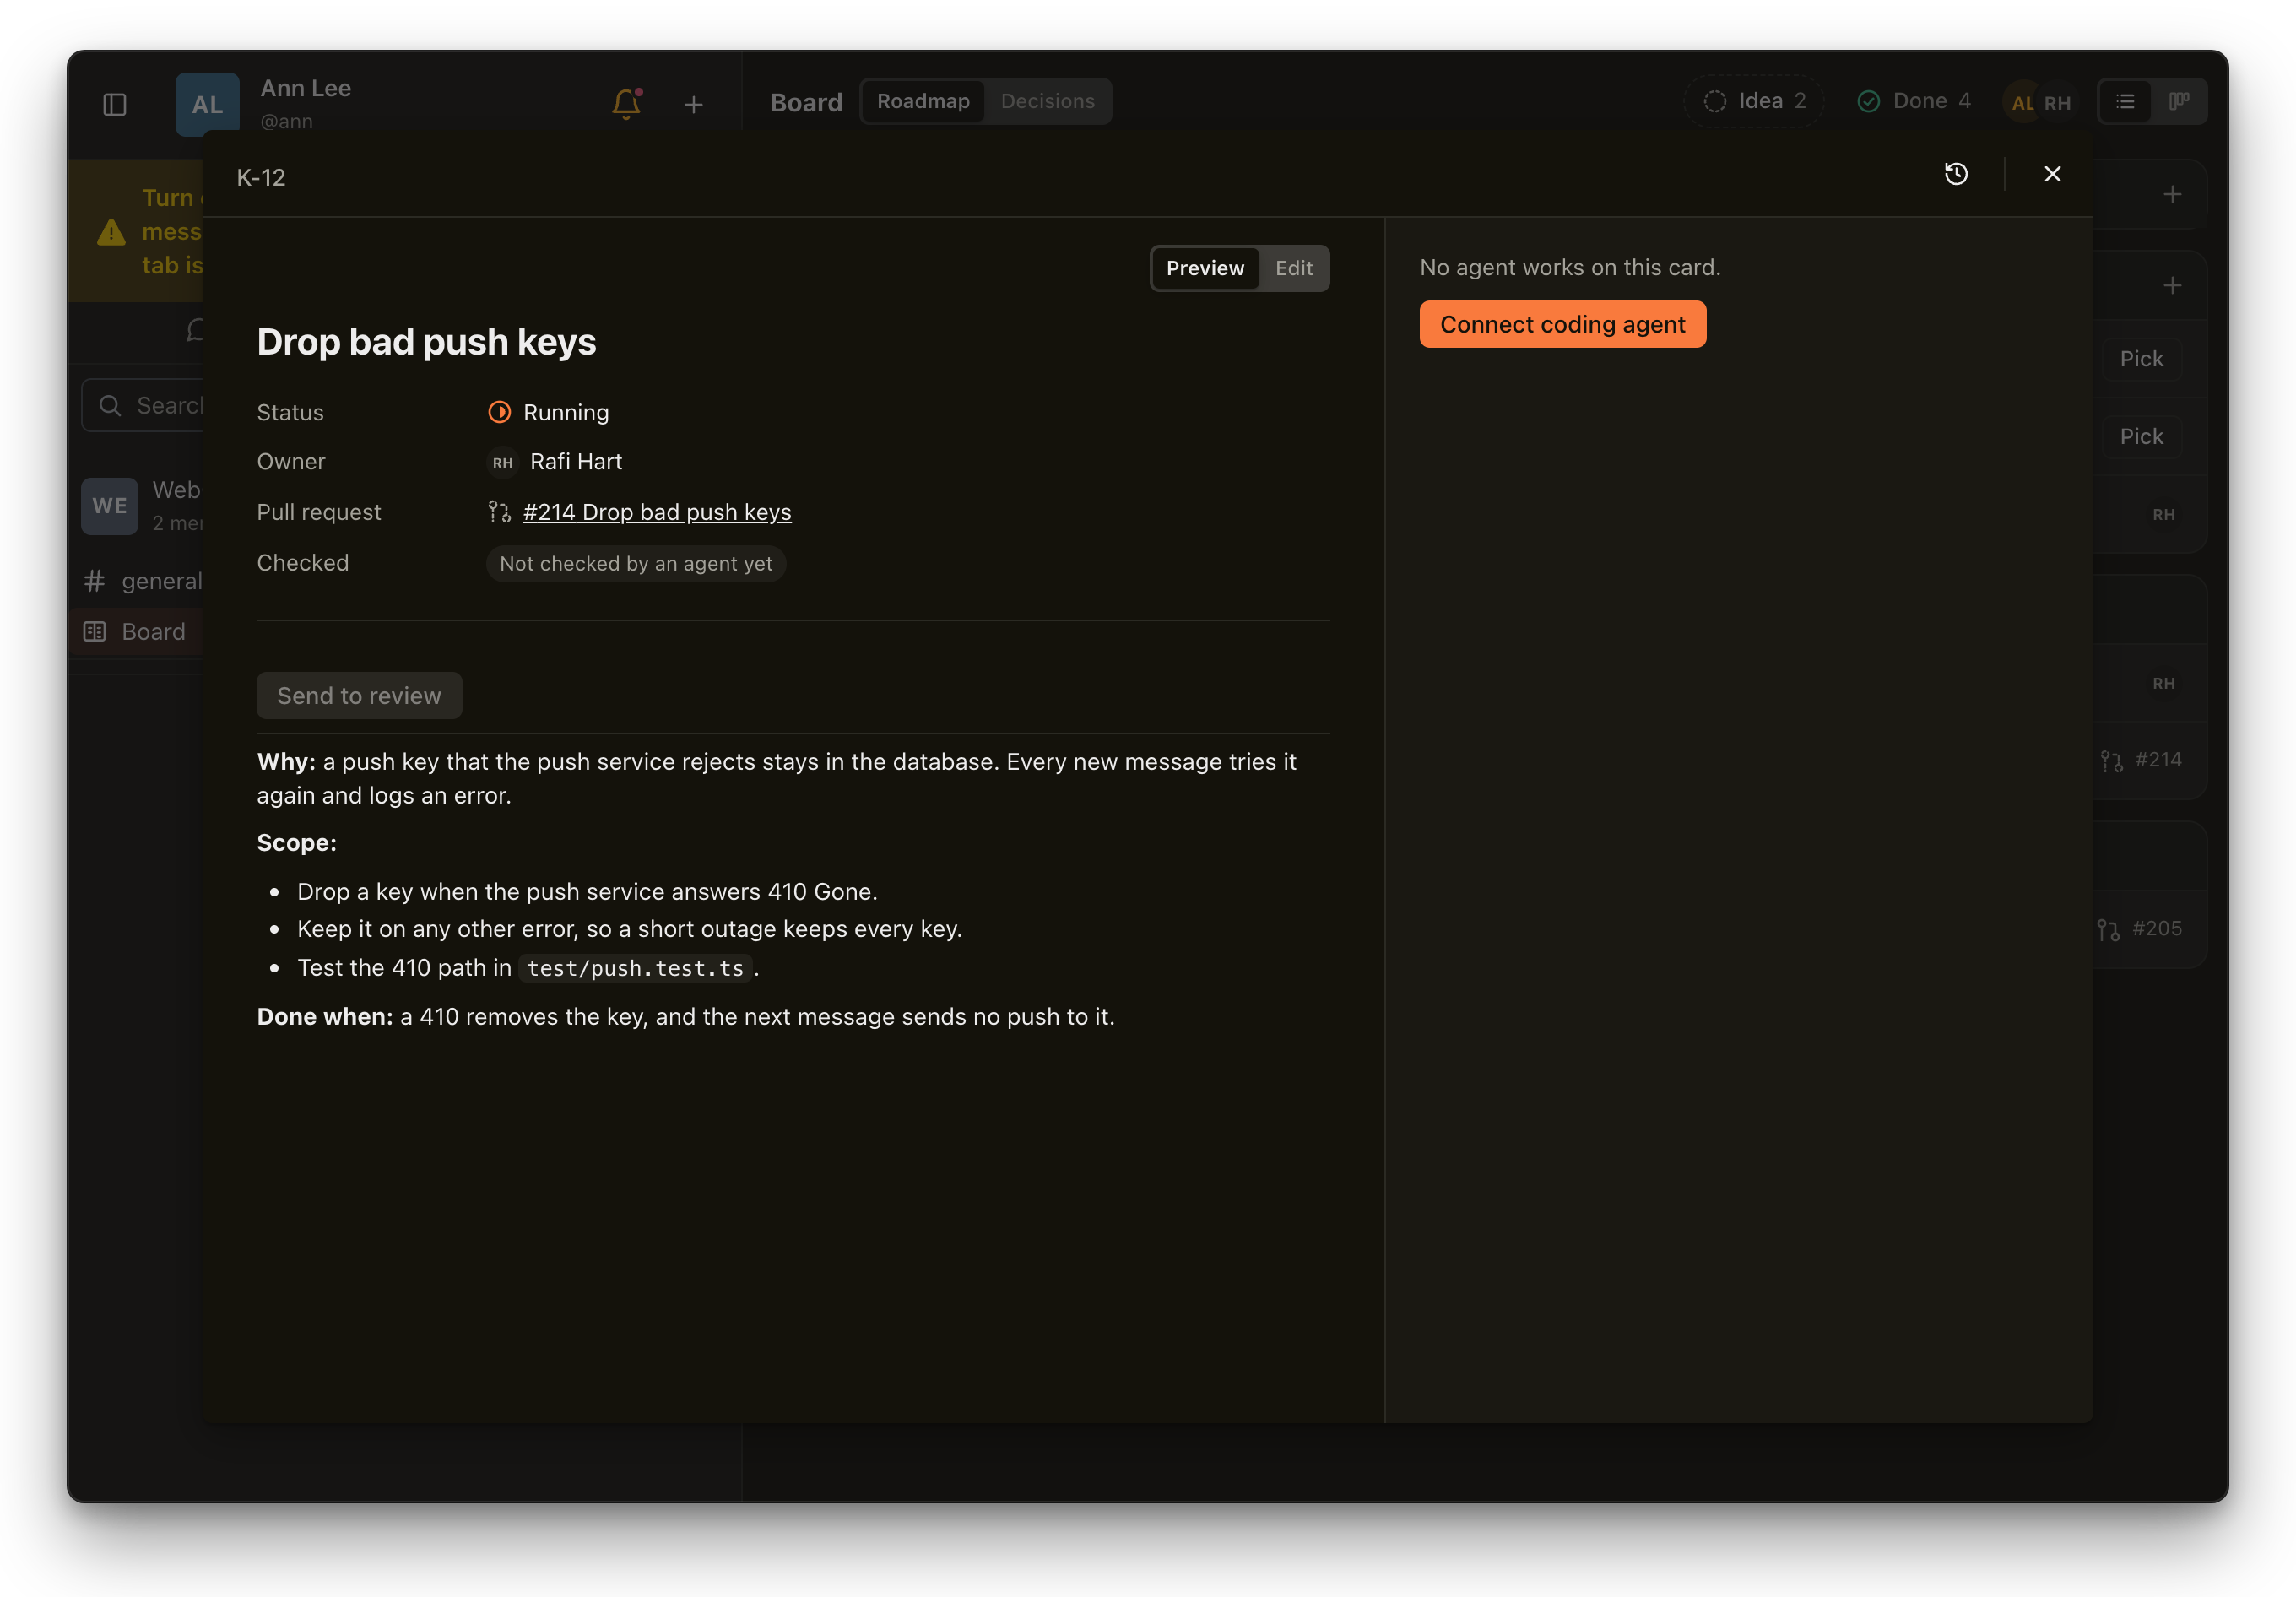 AL
Ann Lee
@ann
Board
Roadmap
Decisions
Idea 2
Done 4
AL
RH
Turn
mess
tab is
K-12
Preview
Edit
No agent works on this card.
Connect coding agent
Drop bad push keys
Status
Running
Owner
RH
Rafi Hart
Pull request
#214 Drop bad push keys
Checked
Not checked by an agent yet
Send to review
Why: a push key that the push service rejects stays in the database. Every new message tries it
again and logs an error.
Scope:
• Drop a key when the push service answers 410 Gone.
• Keep it on any other error, so a short outage keeps every key.
• Test the 410 path in test/push.test.ts.
Done when: a 410 removes the key, and the next message sends no push to it.
Search
WE
Web
2 mem
# general
Board
Pick
Pick
RH
RH
#214
#205